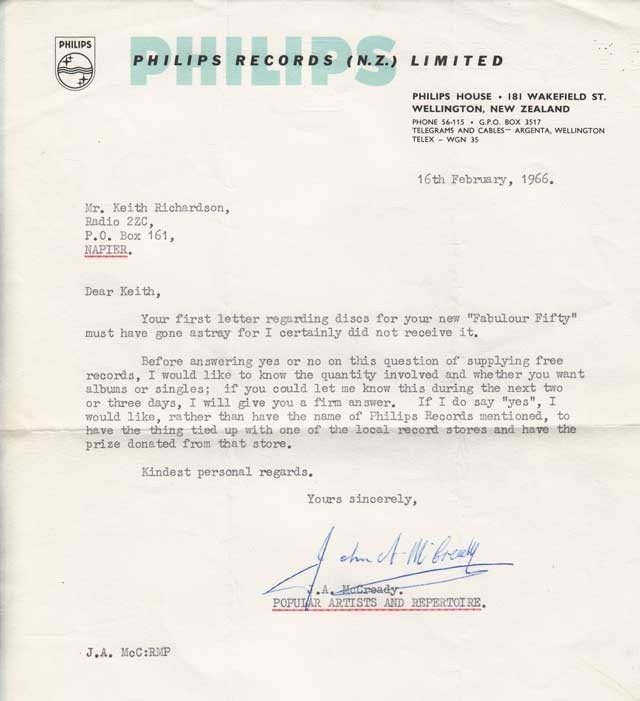 PHILIPS
PHILIPS
PHILIPS RECORDS (N.Z.) LIMITED
PHILIPS HOUSE • 181 WAKEFIELD ST.
WELLINGTON, NEW ZEALAND
PHONE 56-115 • G.P.O. BOX 3517
TELEGRAMS AND CABLES— ARGENTA, WELLINGTON
TELEX – WGN 35
16th February, 1966.
Mr. Keith Richardson,
Radio 2ZC,
P.O. Box 161,
NAPIER.
Dear Keith,
Your first letter regarding discs for your new "Fabulour Fifty"
must have gone astray for I certainly did not receive it.
Before answering yes or no on this question of supplying free
records, I would like to know the quantity involved and whether you want
albums or singles; if you could let me know this during the next two
or three days, I will give you a firm answer. If I do say "yes", I
would like, rather than have the name of Philips Records mentioned, to
have the thing tied up with one of the local record stores and have the
prize donated from that store.
Kindest personal regards.
Yours sincerely,
John A. McCready
J.A. McCready.
POPULAR ARTISTS AND REPERTOIRE.
J.A. McC:RMP